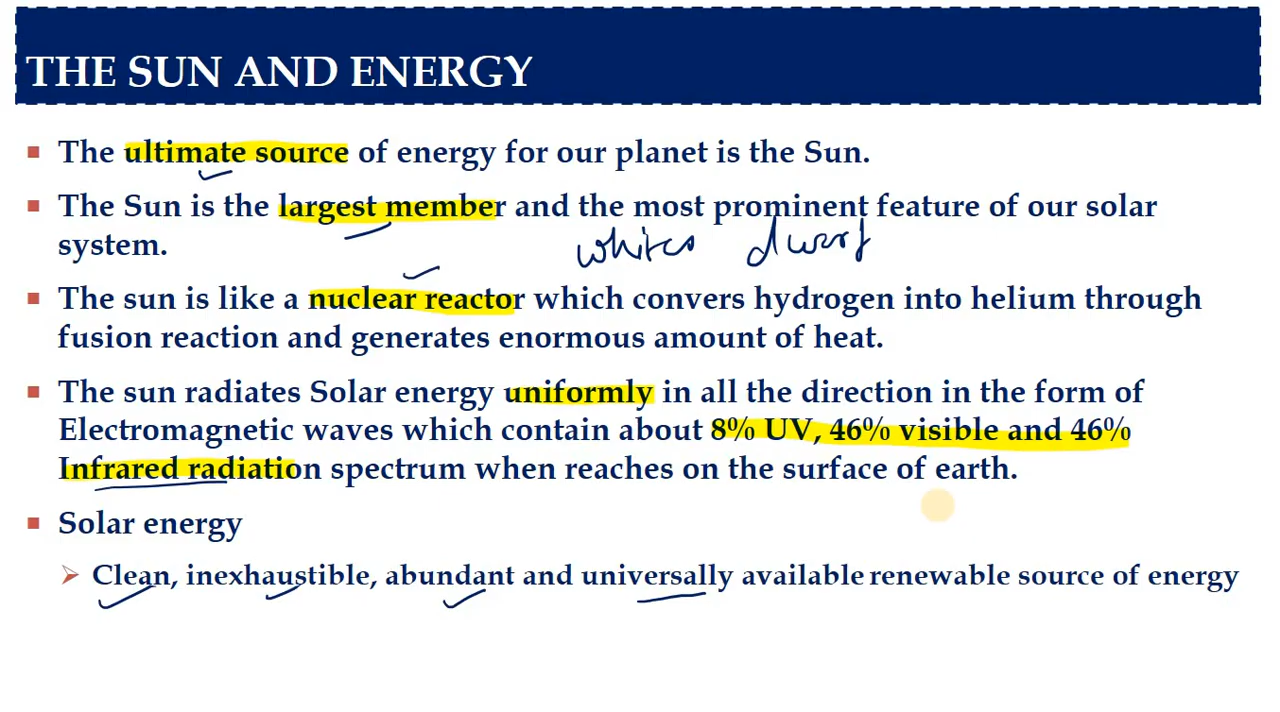 THE SUN AND ENERGY
The ultimate source of energy for our planet is the Sun.
The Sun is the largest member and the most prominent feature of our solar
system.
whites dwarf
The sun is like a nuclear reactor which convers hydrogen into helium through
fusion reaction and generates enormous amount of heat.
The sun radiates Solar energy uniformly in all the direction in the form of
Electromagnetic waves which contain about 8% UV, 46% visible and 46%
Infrared radiation spectrum when reaches on the surface of earth.
Solar energy
Clean, inexhaustible, abundant and universally available renewable source of energy